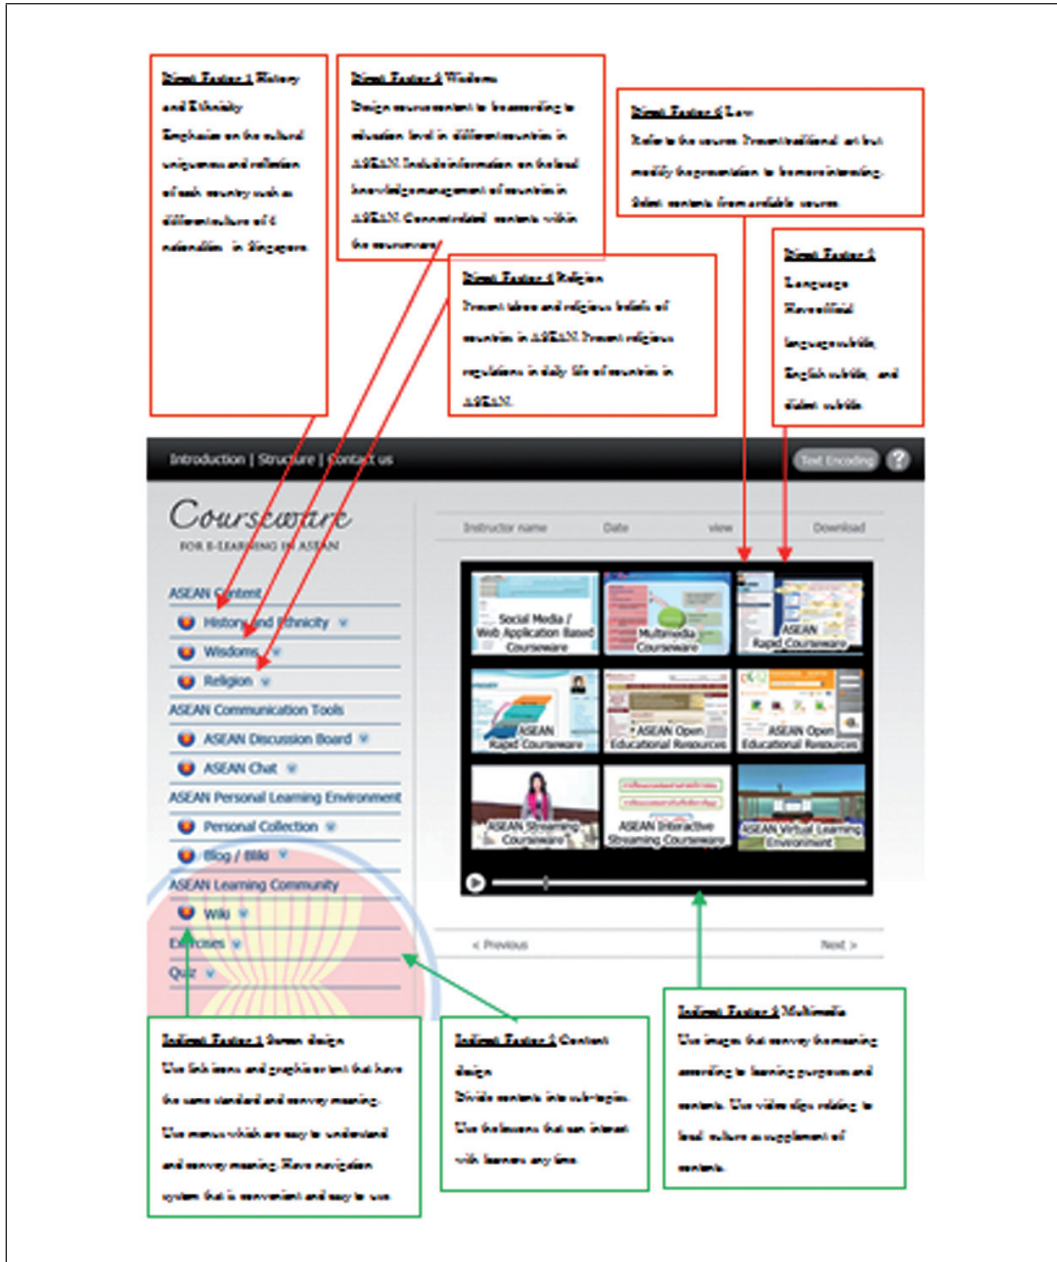 Direct Factor 1 History
and Ethnicity
Emphasize on the cultural
uniqueness and reflection
of each country such as
different culture of 4
nationalities in Singapore.
Direct Factor 3 Wisdoms
Design course content to be according to
education level in different countries in
ASEAN. Include information on the local
knowledge management of countries in
ASEAN. Connect related contents within
the courseware.
Direct Factor 6 Law
Refer to the source. Present traditional art but
modify the presentation to be more interesting.
Select contents from a reliable source.
Direct Factor 2
Language
Have official
language subtitle,
English subtitle, and
dialect subtitle.
Direct Factor 4 Religion
Present taboo and religious beliefs of
countries in ASEAN. Present religious
regulations in daily life of countries in
ASEAN.
Introduction | Structure | Contact us
Text Encoding
?
Courseware
FOR E-LEARNING IN ASEAN
Instructor name Date view Download
ASEAN Content
History and Ethnicity
Wisdoms
Religion
ASEAN Communication Tools
ASEAN Discussion Board
ASEAN Chat
ASEAN Personal Learning Environment
Personal Collection
Blog / Bliki
ASEAN Learning Community
Wiki
Exercises
Quiz
Social Media /
Web Application Based
Courseware
Multimedia
Courseware
ASEAN
Rapid Courseware
ASEAN
Rapid Courseware
ASEAN Open
Educational Resources
ASEAN Open
Educational Resources
ASEAN Streaming
Courseware
ASEAN Interactive
Streaming Courseware
ASEAN Virtual Learning
Environment
< Previous Next >
Indirect Factor 1 Screen design
Use link icons and graphic or text that have
the same standard and convey meaning.
Use menus which are easy to understand
and convey meaning. Have navigation
system that is convenient and easy to use.
Indirect Factor 2 Content
design
Divide contents into sub-topics.
Use the lessons that can interact
with learners any time.
Indirect Factor 3 Multimedia
Use images that convey the meaning
according to learning purposes and
contents. Use video clips relating to
local culture as supplement of
contents.